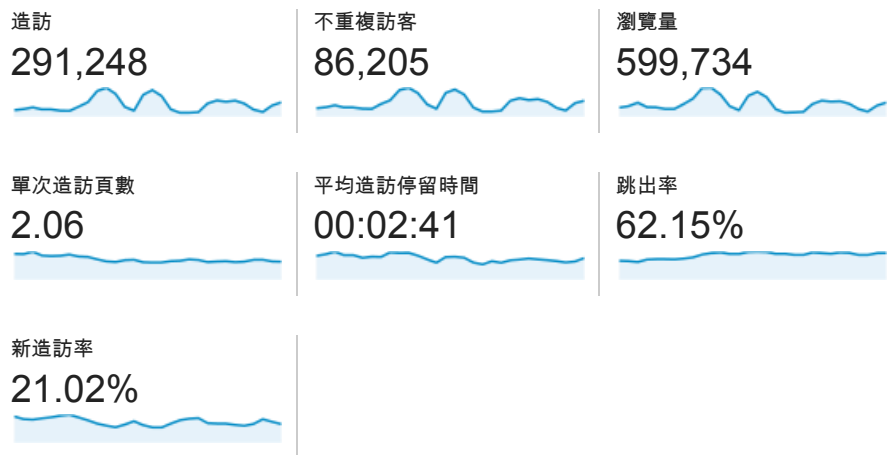 造訪
291,248
不重複訪客
86,205
瀏覽量
599,734
單次造訪頁數
2.06
平均造訪停留時間
00:02:41
跳出率
62.15%
新造訪率
21.02%